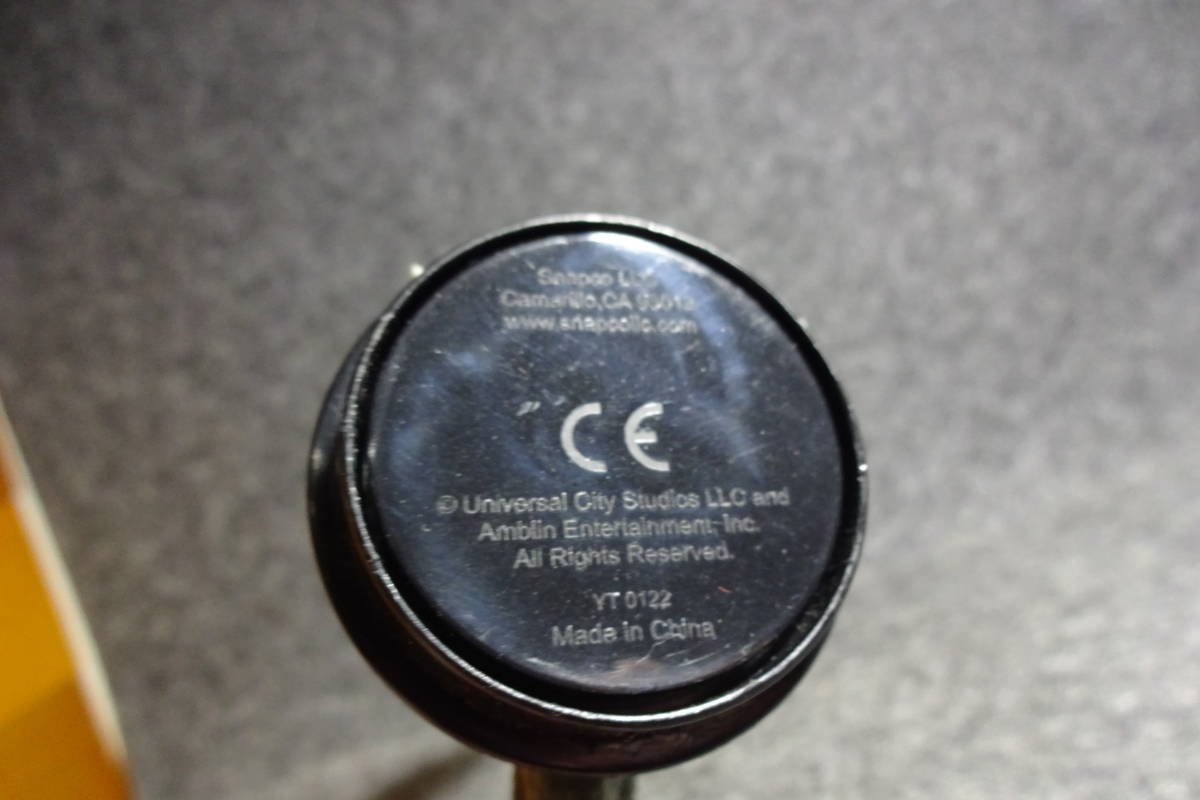 Snapco LLC
Camarillo,CA 93012
www.snapcollc.com
CE
© Universal City Studios LLC and
Amblin Entertainment, Inc.
All Rights Reserved.
YT 0122
Made in China